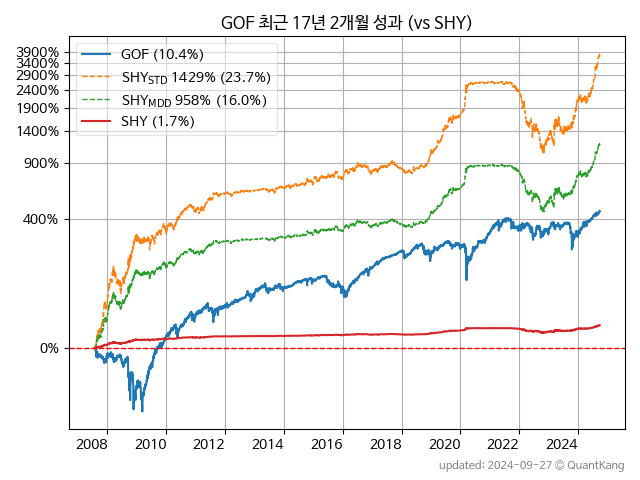 GOF 최근 17년 2개월 성과 (vs SHY)
GOF (10.4%)
SHYSTD 1429% (23.7%)
SHYMDD 958% (16.0%)
SHY (1.7%)
3900%
3400%
2900%
2400%
1900%
1400%
900%
400%
0%
2008 2010 2012 2014 2016 2018 2020 2022 2024
updated: 2024-09-27 © QuantKang